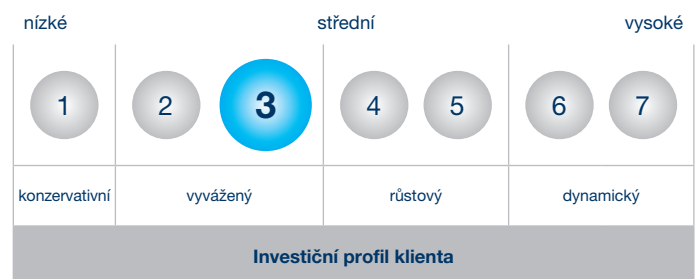 nízké střední vysoké
1 2 3 4 5 6 7
konzervativní vyvážený růstový dynamický
Investiční profil klienta